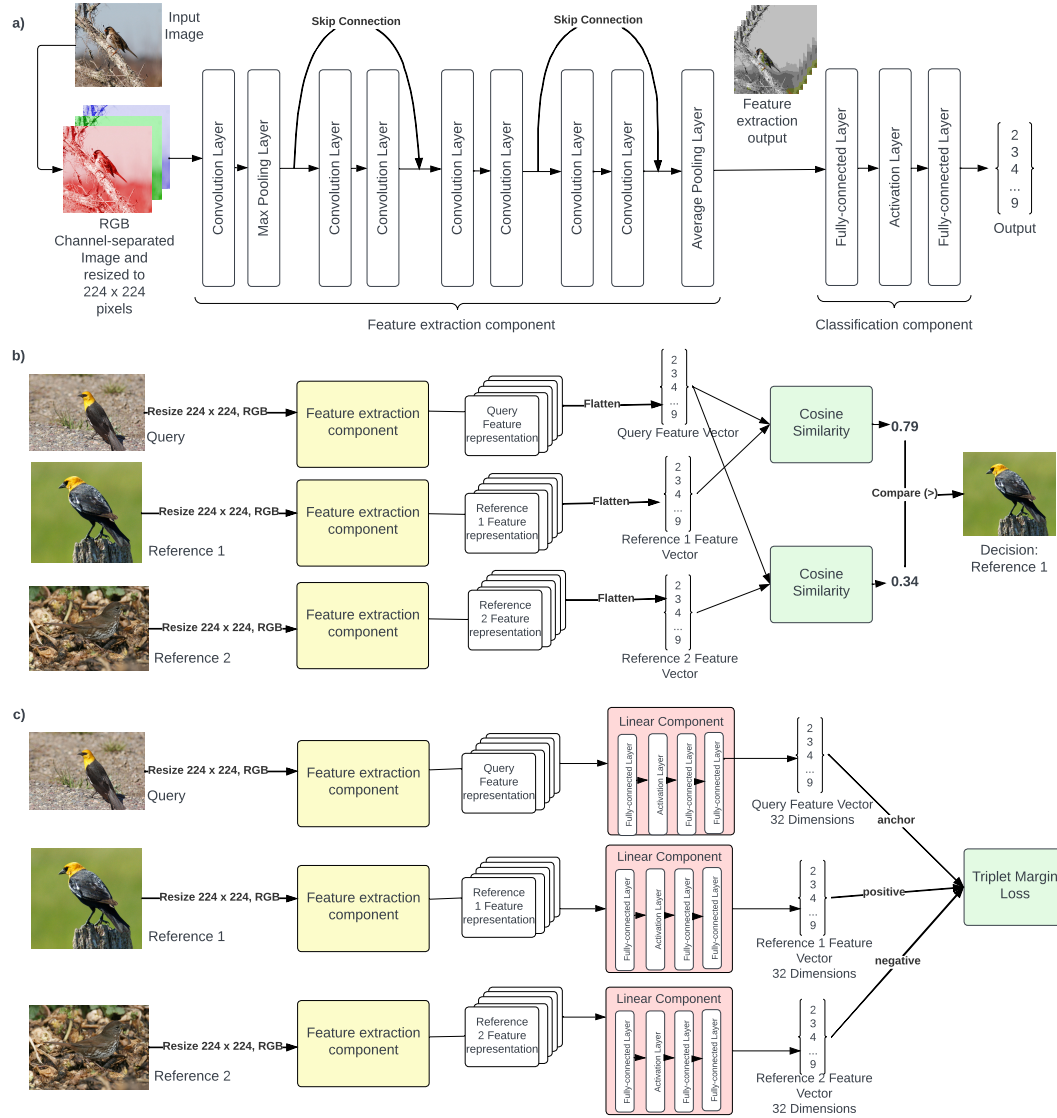 a)
Input
Image
Skip Connection
Skip Connection
RGB
Channel-separated
Image and
resized to
224 x 224
pixels
Convolution Layer
Max Pooling Layer
Convolution Layer
Convolution Layer
Convolution Layer
Convolution Layer
Convolution Layer
Convolution Layer
Average Pooling Layer
Feature
extraction
output
Fully-connected Layer
Activation Layer
Fully-connected Layer
2
3
4
...
9
Output
Feature extraction component
Classification component
b)
Resize 224 x 224, RGB
Query
Feature extraction
component
Query
Feature
representation
Flatten
2
3
4
...
9
Query Feature Vector
Cosine
Similarity
0.79
Resize 224 x 224, RGB
Reference 1
Feature extraction
component
Reference
1 Feature
representation
Flatten
2
3
4
...
9
Reference 1 Feature
Vector
Compare (>)
Decision:
Reference 1
Resize 224 x 224, RGB
Reference 2
Feature extraction
component
Reference
2 Feature
representation
Flatten
2
3
4
...
9
Reference 2 Feature
Vector
Cosine
Similarity
0.34
c)
Resize 224 x 224, RGB
Query
Feature extraction
component
Query
Feature
representation
Linear Component
Fully-connected Layer
Activation Layer
Fully-connected Layer
Fully-connected Layer
2
3
4
...
9
Query Feature Vector
32 Dimensions
anchor
Resize 224 x 224, RGB
Reference 1
Feature extraction
component
Reference
1 Feature
representation
Linear Component
Fully-connected Layer
Activation Layer
Fully-connected Layer
Fully-connected Layer
2
3
4
...
9
Reference 1 Feature
Vector
32 Dimensions
positive
Triplet Margin
Loss
Resize 224 x 224, RGB
Reference 2
Feature extraction
component
Reference
2 Feature
representation
Linear Component
Fully-connected Layer
Activation Layer
Fully-connected Layer
Fully-connected Layer
2
3
4
...
9
Reference 2 Feature
Vector
32 Dimensions
negative